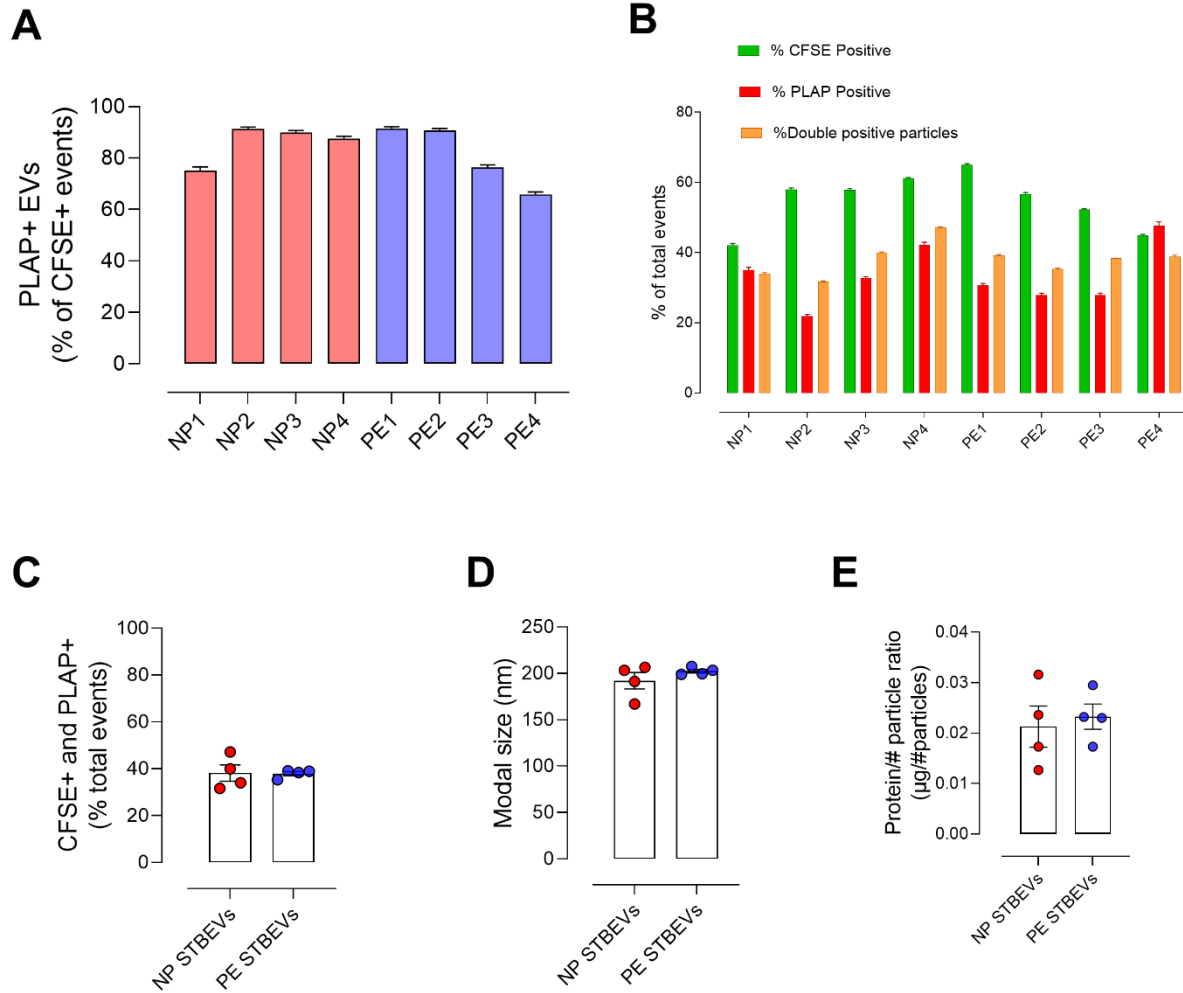 A
PLAP+ EVs
(% of CFSE+ events)
100
80
60
40
20
0
NP1
NP2
NP3
NP4
PE1
PE2
PE3
PE4
B
% CFSE Positive
% PLAP Positive
%Double positive particles
% of total events
80
60
40
20
0
NP1
NP2
NP3
NP4
PE1
PE2
PE3
PE4
C
CFSE+ and PLAP+
(% total events)
100
80
60
40
20
0
NP STBEVs
PE STBEVs
D
Modal size (nm)
250
200
150
100
50
0
NP STBEVs
PE STBEVs
E
Protein/# particle ratio
(µg/#particles)
0.04
0.03
0.02
0.01
0.00
NP STBEVs
PE STBEVs